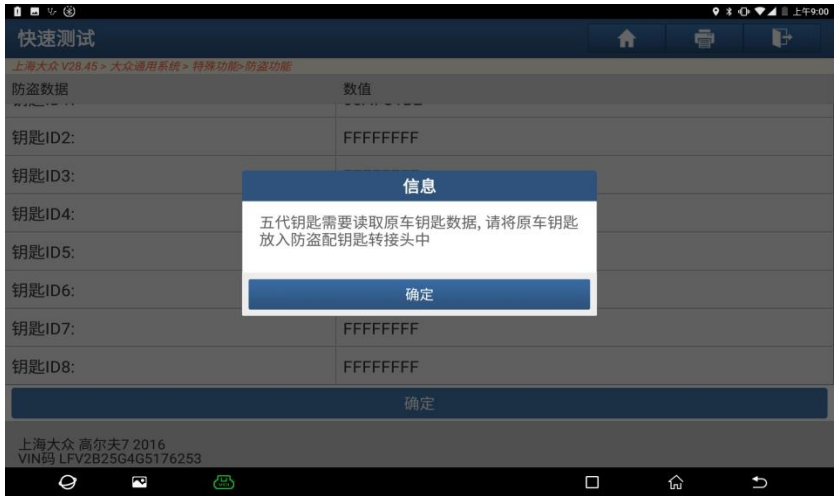 上午9:00
快速测试
上海大众 V28.45 > 大众通用系统 > 特殊功能>防盗功能
防盗数据 数值
钥匙ID2: FFFFFFFF
钥匙ID3:
信息
钥匙ID4:
五代钥匙需要读取原车钥匙数据, 请将原车钥匙
放入防盗配钥匙转接头中
钥匙ID5:
钥匙ID6:
确定
钥匙ID7: FFFFFFFF
钥匙ID8: FFFFFFFF
确定
上海大众 高尔夫7 2016
VIN码 LFV2B25G4G5176253